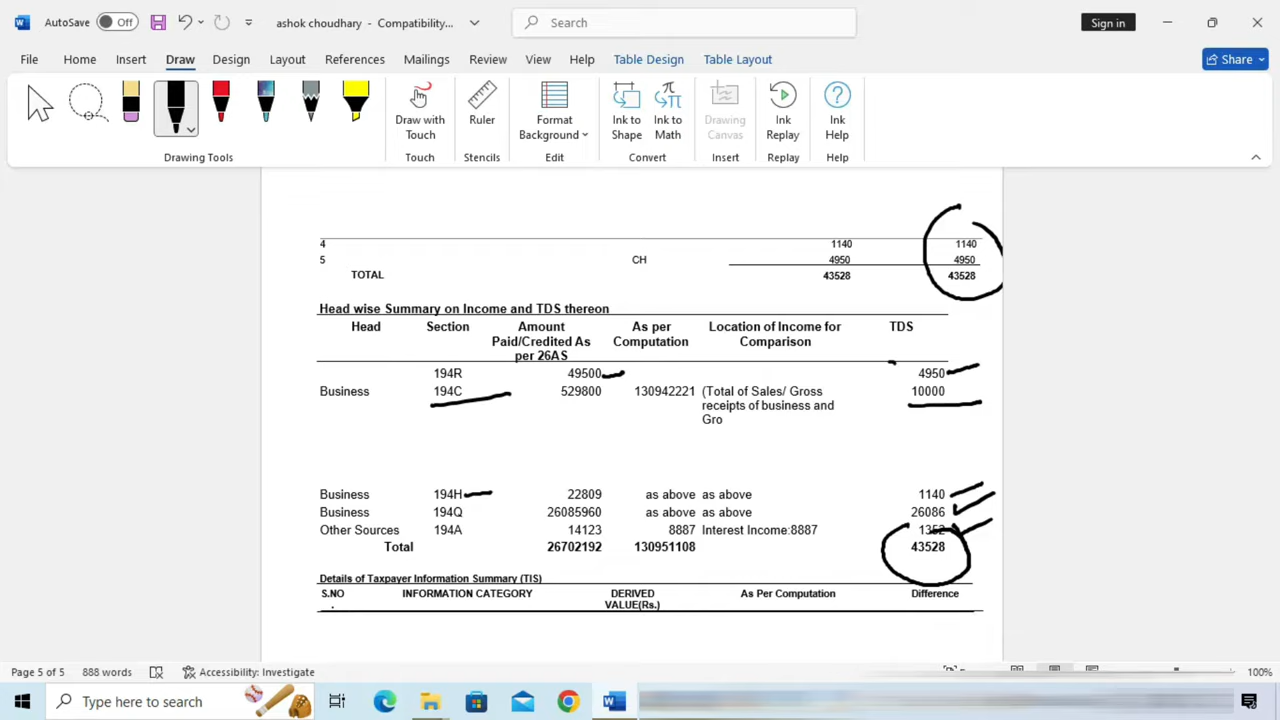 AutoSave Off ashok choudhary - Compatibility... Search Sign in
File Home Insert Draw Design Layout References Mailings Review View Help Table Design Table Layout Share
Draw with Touch
Ruler
Format Background
Ink to Shape
Ink to Math
Drawing Canvas
Ink Replay
Ink Help
Drawing Tools Touch Stencils Edit Convert Insert Replay Help
4 1140 1140
5 CH 4950 4950
TOTAL 43528 43528
Head wise Summary on Income and TDS thereon
Head Section Amount As per Location of Income for TDS
Paid/Credited As Computation Comparison
per 26AS
194R 49500 4950
Business 194C 529800 130942221 (Total of Sales/ Gross 10000
receipts of business and
Gro
Business 194H 22809 as above as above 1140
Business 194Q 26085960 as above as above 26086
Other Sources 194A 14123 8887 Interest Income:8887 1352
Total 26702192 130951108 43528
Details of Taxpayer Information Summary (TIS)
S.NO INFORMATION CATEGORY DERIVED As Per Computation Difference
. VALUE(Rs.)
Page 5 of 5 888 words Accessibility: Investigate 100%
Type here to search